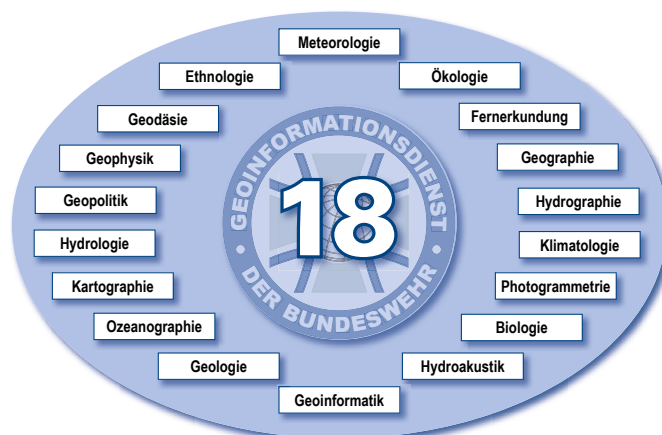 Meteorologie
Ethnologie
Ökologie
Geodäsie
Fernerkundung
Geophysik
Geographie
Geopolitik
Hydrographie
Hydrologie
Klimatologie
Kartographie
Photogrammetrie
Ozeanographie
Biologie
Geologie
Hydroakustik
Geoinformatik
GEOINFORMATIONSDIENST
• DER BUNDESWEHR •
18